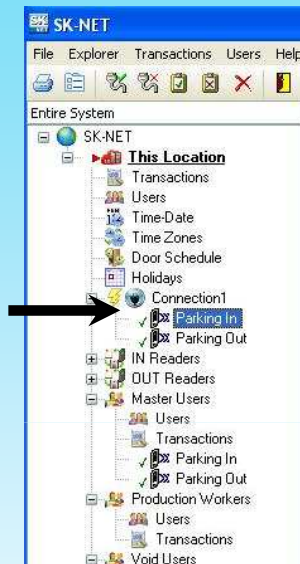 SK-NET
File Explorer Transactions Users Help
Entire System
SK-NET
This Location
Transactions
Users
Time-Date
Time Zones
Door Schedule
Holidays
Connection1
Parking In
Parking Out
IN Readers
OUT Readers
Master Users
Users
Transactions
Parking In
Parking Out
Production Workers
Users
Transactions
Void Users